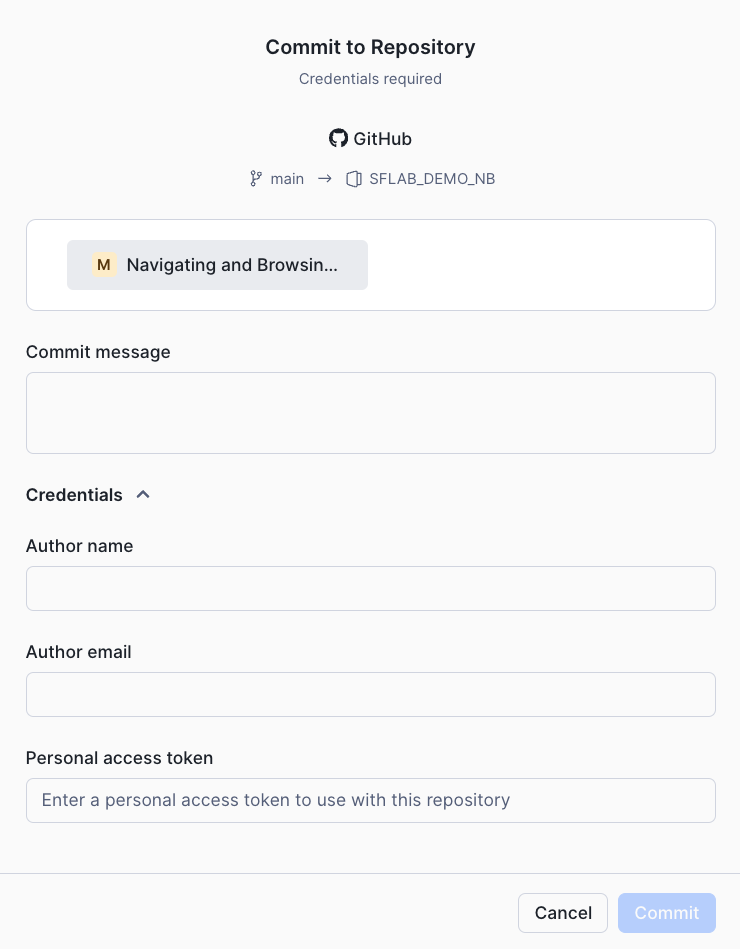 Commit to Repository
Credentials required
GitHub
main → SFLAB_DEMO_NB
M Navigating and Browsin...
Commit message
Credentials
Author name
Author email
Personal access token
Enter a personal access token to use with this repository
Cancel Commit